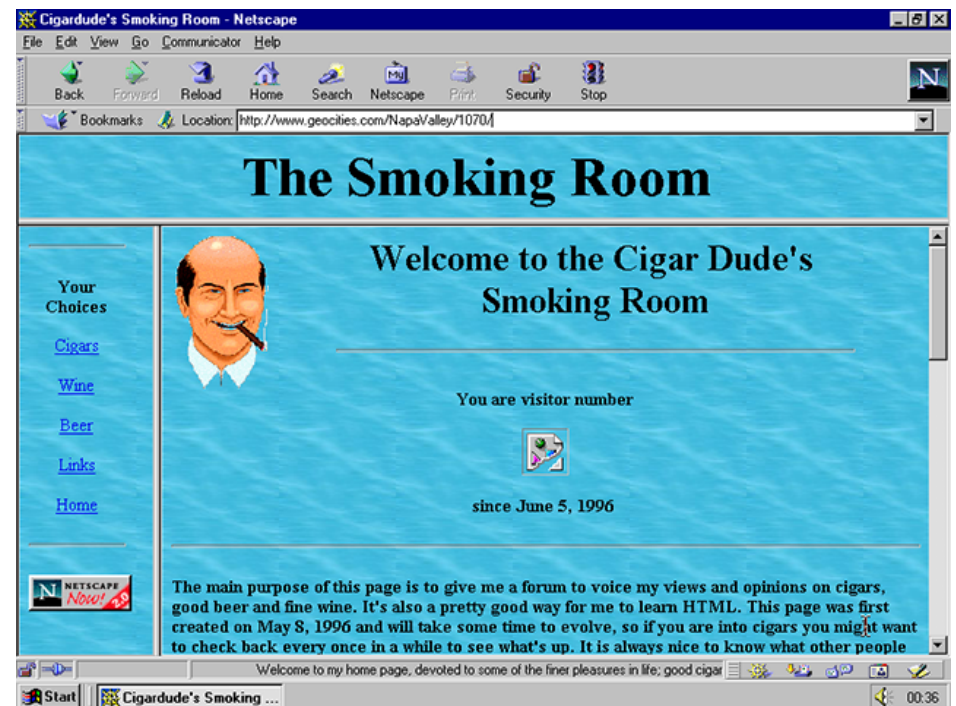 Cigardude's Smoking Room - Netscape
File Edit View Go Communicator Help
Back Forward Reload Home Search Netscape Print Security Stop
My
N
Bookmarks Location: http://www.geocities.com/NapaValley/1070/
The Smoking Room
Your
Choices
Cigars
Wine
Beer
Links
Home
N NETSCAPE
Now! 2.0
Welcome to the Cigar Dude's
Smoking Room
You are visitor number
since June 5, 1996
The main purpose of this page is to give me a forum to voice my views and opinions on cigars,
good beer and fine wine. It's also a pretty good way for me to learn HTML. This page was first
created on May 8, 1996 and will take some time to evolve, so if you are into cigars you might want
to check back every once in a while to see what's up. It is always nice to know what other people
Welcome to my home page, devoted to some of the finer pleasures in life; good cigar
Start Cigardude's Smoking ... 00:36